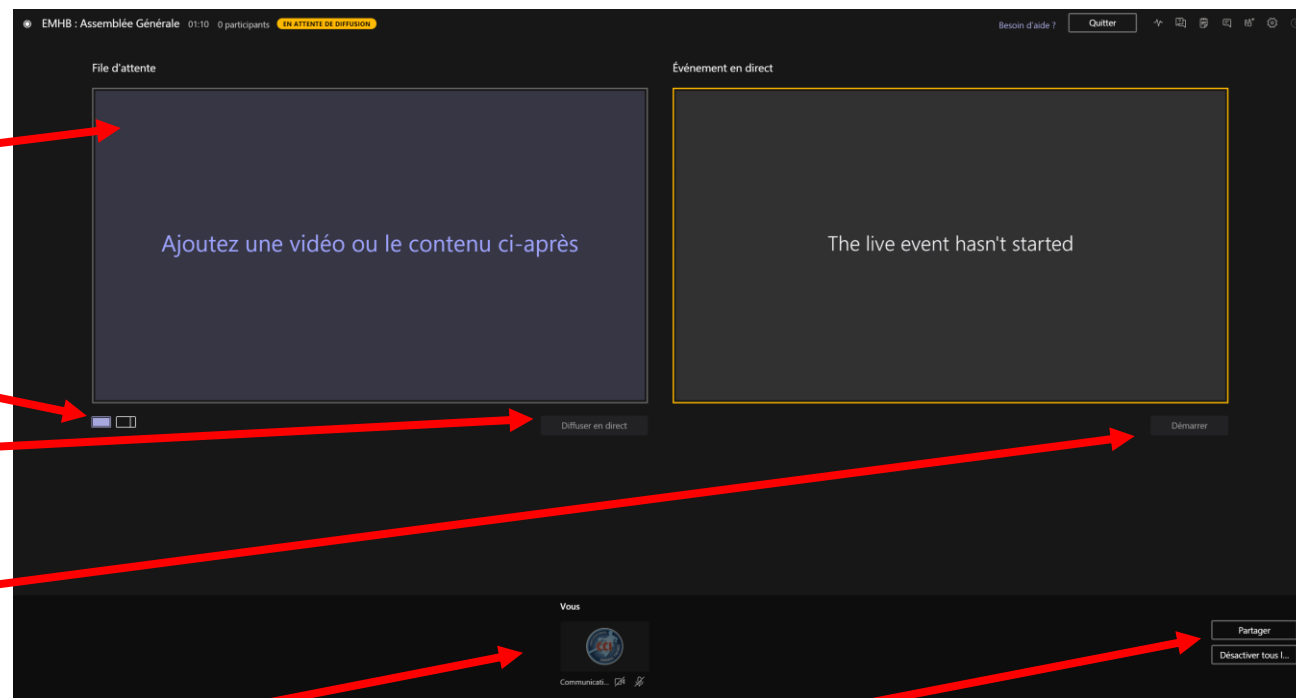 EMHB : Assemblée Générale 01:10 0 participants EN ATTENTE DE DIFFUSION
Besoin d'aide ? Quitter
File d'attente
Événement en direct
Ajoutez une vidéo ou le contenu ci-après
The live event hasn't started
Diffuser en direct
Démarrer
Vous
Communicati...
Partager
Désactiver tous l...